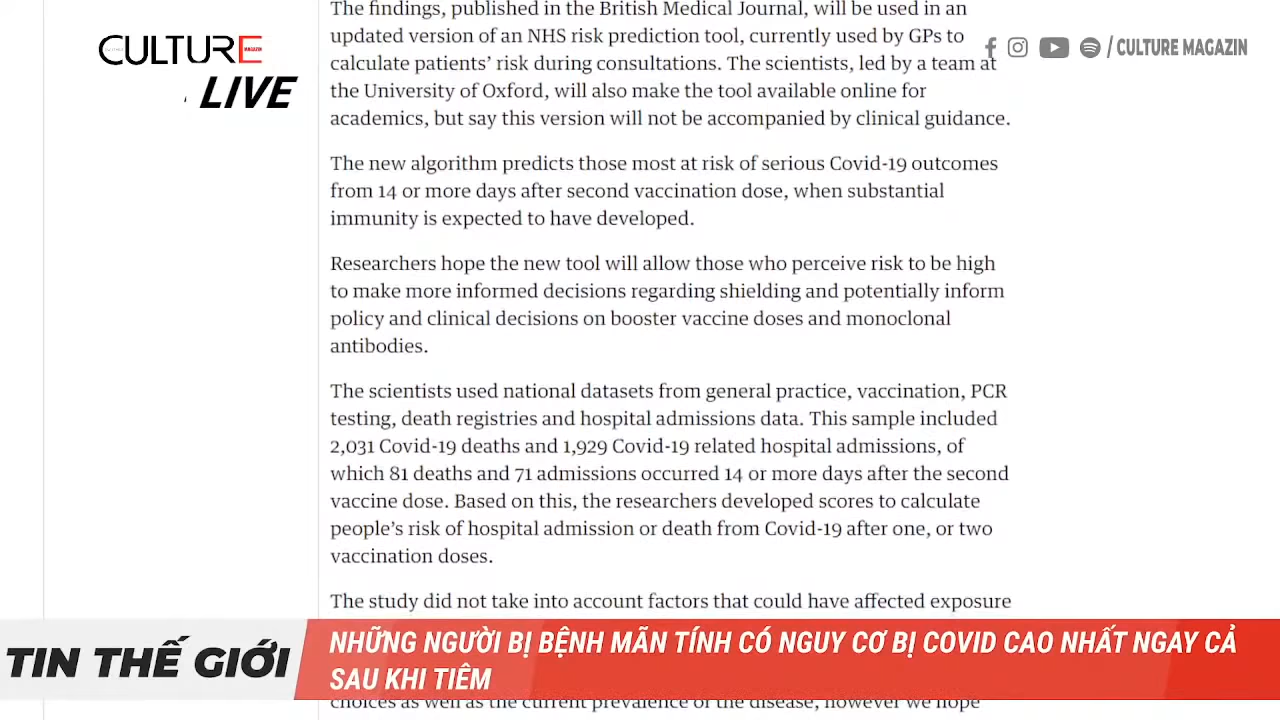 The findings, published in the British Medical Journal, will be used in an
updated version of an NHS risk prediction tool, currently used by GPs to
calculate patients’ risk during consultations. The scientists, led by a team at
the University of Oxford, will also make the tool available online for
academics, but say this version will not be accompanied by clinical guidance.
CULTURE
MAGAZIN
LIVE
/ CULTURE MAGAZIN
The new algorithm predicts those most at risk of serious Covid-19 outcomes
from 14 or more days after second vaccination dose, when substantial
immunity is expected to have developed.
Researchers hope the new tool will allow those who perceive risk to be high
to make more informed decisions regarding shielding and potentially inform
policy and clinical decisions on booster vaccine doses and monoclonal
antibodies.
The scientists used national datasets from general practice, vaccination, PCR
testing, death registries and hospital admissions data. This sample included
2,031 Covid-19 deaths and 1,929 Covid-19 related hospital admissions, of
which 81 deaths and 71 admissions occurred 14 or more days after the second
vaccine dose. Based on this, the researchers developed scores to calculate
people’s risk of hospital admission or death from Covid-19 after one, or two
vaccination doses.
The study did not take into account factors that could have affected exposure
TIN THẾ GIỚI
NHỮNG NGƯỜI BỊ BỆNH MÃN TÍNH CÓ NGUY CƠ BỊ COVID CAO NHẤT NGAY CẢ
SAU KHI TIÊM
choices as well as the current prevalence of the disease, however we hope